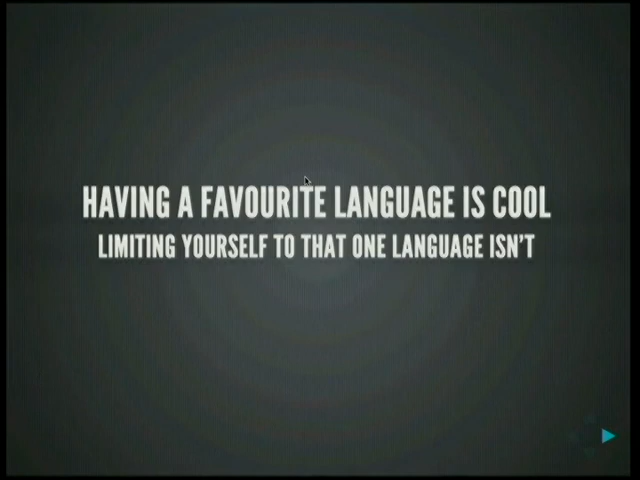 HAVING A FAVOURITE LANGUAGE IS COOL
LIMITING YOURSELF TO THAT ONE LANGUAGE ISN'T